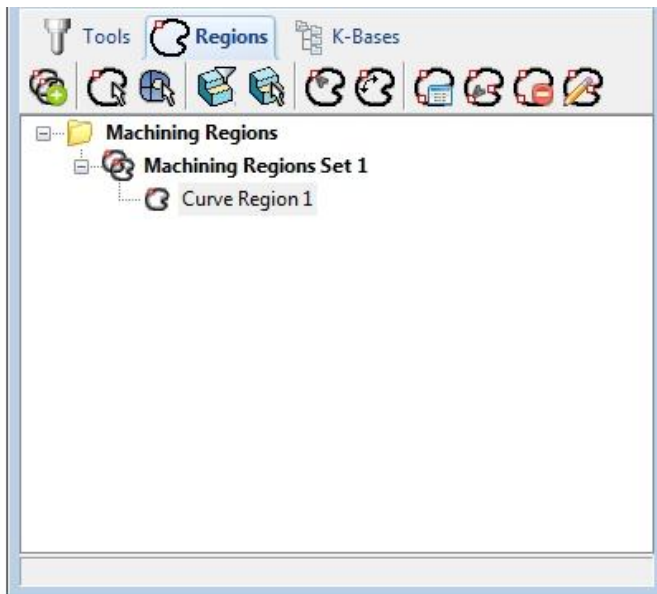 Tools Regions K-Bases
Machining Regions
Machining Regions Set 1
Curve Region 1